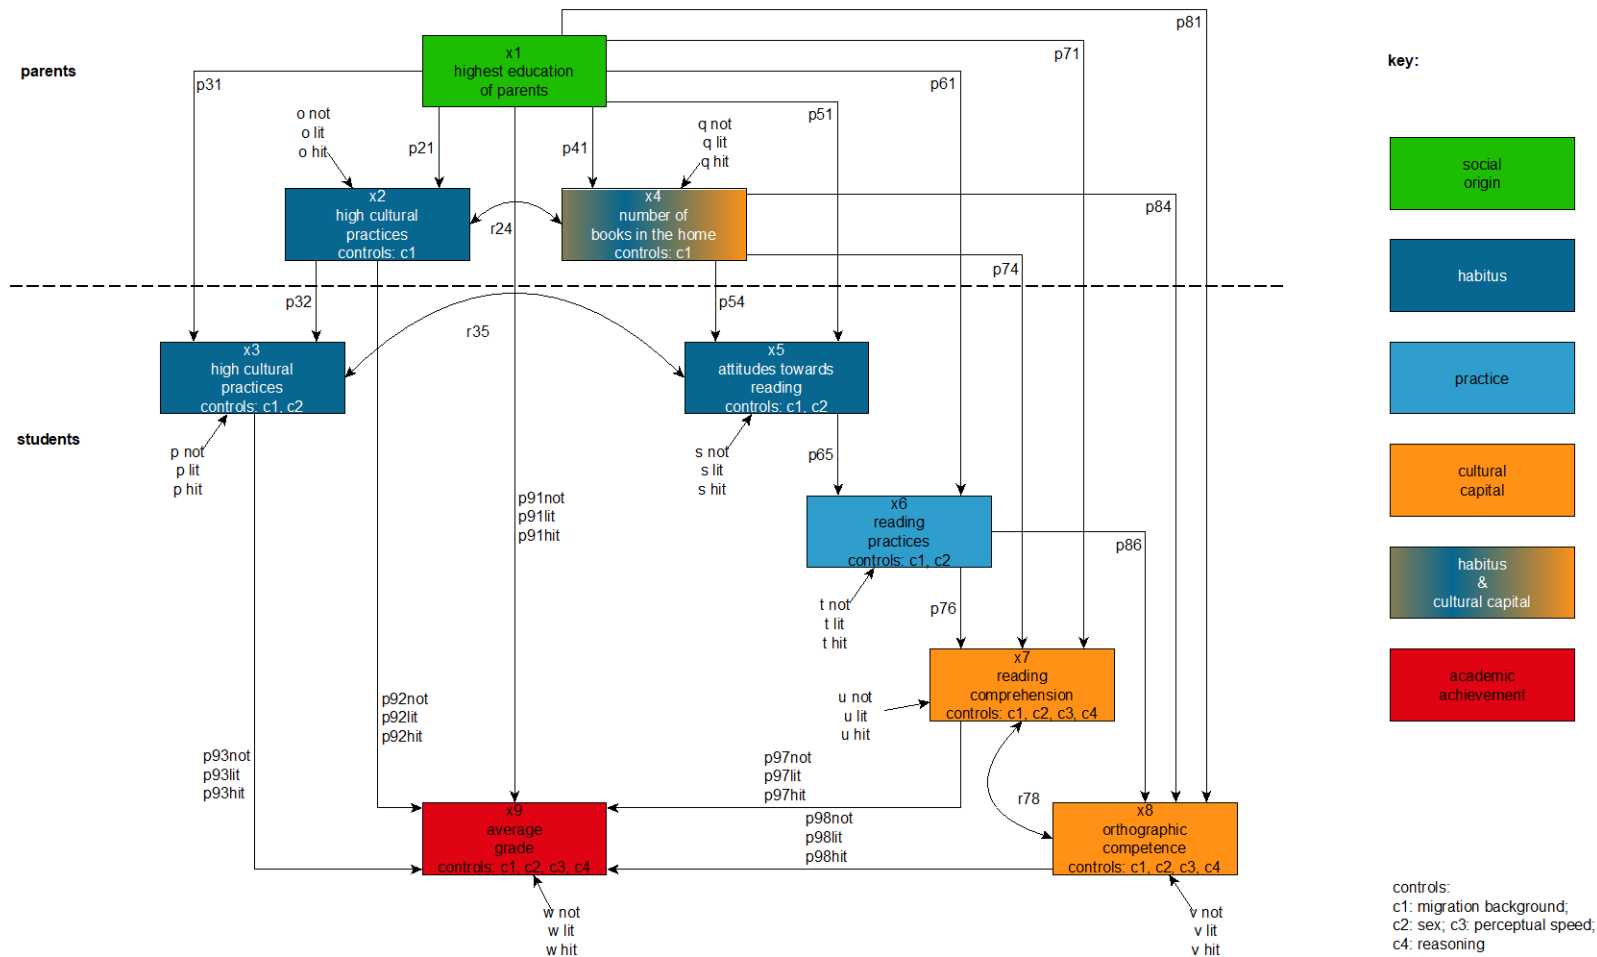 p81
x1
highest education
of parents
p71
key:
parents
p31
p61
p51
o not
o lit
o hit
p21
p41
q not
q lit
q hit
social
origin
x2
high cultural
practices
controls: c1
r24
x4
number of
books in the home
controls: c1
p84
p74
habitus
p32
p54
r35
x3
high cultural
practices
controls: c1, c2
x5
attitudes towards
reading
controls: c1, c2
practice
students
p not
p lit
p hit
s not
s lit
s hit
p65
cultural
capital
p91not
p91lit
p91hit
x6
reading
practices
controls: c1, c2
p86
habitus
&
cultural capital
t not
t lit
t hit
p76
x7
reading
comprehension
controls: c1, c2, c3, c4
academic
achievement
u not
u lit
u hit
p92not
p92lit
p92hit
p93not
p93lit
p93hit
p97not
p97lit
p97hit
r78
x9
average
grade
controls: c1, c2, c3, c4
p98not
p98lit
p98hit
x8
orthographic
competence
controls: c1, c2, c3, c4
w not
w lit
w hit
v not
v lit
v hit
controls:
c1: migration background;
c2: sex; c3: perceptual speed;
c4: reasoning